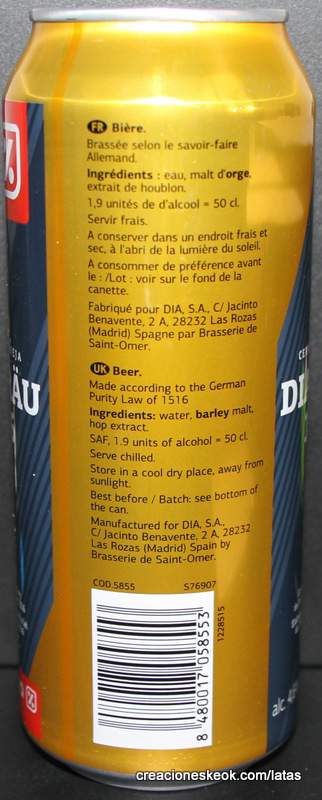 FR Bière.
Brassée selon le savoir-faire
Allemand.
Ingrédients : eau, malt d'orge,
extrait de houblon.
1,9 unités de d'alcool = 50 cl.
Servir frais.
A conserver dans un endroit frais et
sec, à l'abri de la lumière du soleil.
A consommer de préférence avant
le : /Lot : voir sur le fond de la
canette.
Fabriqué pour DIA, S.A., C/ Jacinto
Benavente, 2 A, 28232 Las Rozas
(Madrid) Spagne par Brasserie de
Saint-Omer.
UK Beer.
Made according to the German
Purity Law of 1516
Ingredients: water, barley malt,
hop extract.
SAF, 1.9 units of alcohol = 50 cl.
Serve chilled.
Store in a cool dry place, away from
sunlight.
Best before / Batch: see bottom of
the can.
Manufactured for DIA, S.A.,
C/ Jacinto Benavente, 2 A, 28232
Las Rozas (Madrid) Spain by
Brasserie de Saint-Omer.
COD.5855 S76907
8 480017 058553
1228515
%
ÄU
DI
alc. 4,
creacioneskeok.com/latas